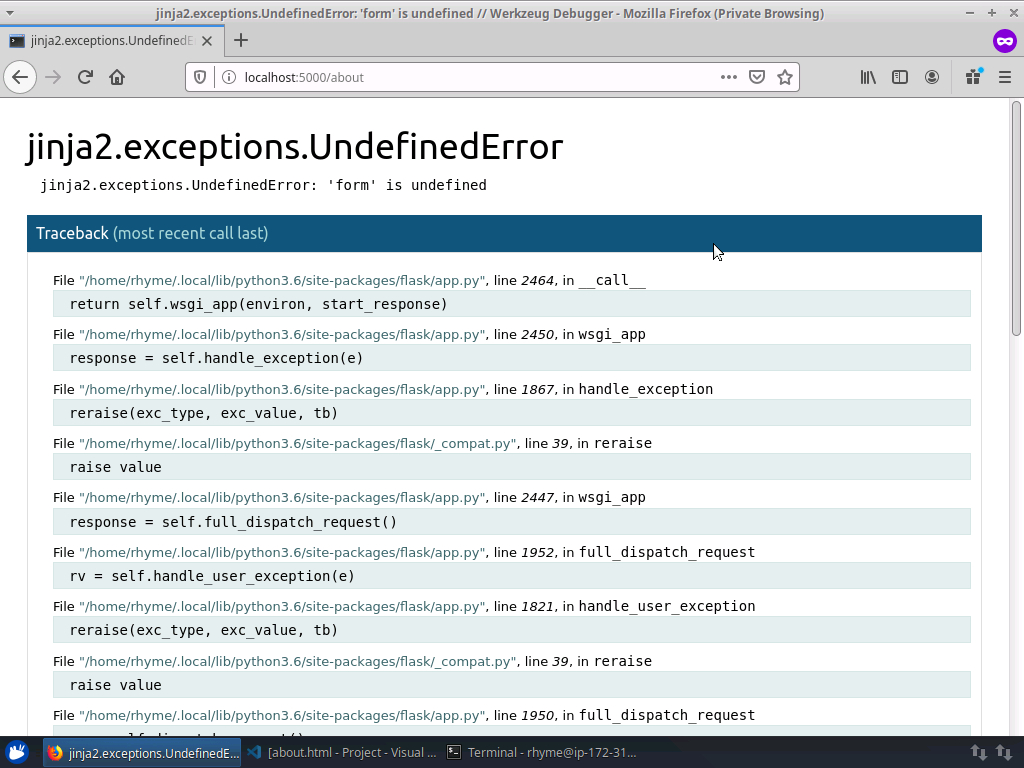 jinja2.exceptions.UndefinedError: 'form' is undefined // Werkzeug Debugger - Mozilla Firefox (Private Browsing)
jinja2.exceptions.UndefinedE
localhost:5000/about
jinja2.exceptions.UndefinedError
jinja2.exceptions.UndefinedError: 'form' is undefined
Traceback (most recent call last)
File "/home/rhyme/.local/lib/python3.6/site-packages/flask/app.py", line 2464, in __call__
return self.wsgi_app(environ, start_response)
File "/home/rhyme/.local/lib/python3.6/site-packages/flask/app.py", line 2450, in wsgi_app
response = self.handle_exception(e)
File "/home/rhyme/.local/lib/python3.6/site-packages/flask/app.py", line 1867, in handle_exception
reraise(exc_type, exc_value, tb)
File "/home/rhyme/.local/lib/python3.6/site-packages/flask/_compat.py", line 39, in reraise
raise value
File "/home/rhyme/.local/lib/python3.6/site-packages/flask/app.py", line 2447, in wsgi_app
response = self.full_dispatch_request()
File "/home/rhyme/.local/lib/python3.6/site-packages/flask/app.py", line 1952, in full_dispatch_request
rv = self.handle_user_exception(e)
File "/home/rhyme/.local/lib/python3.6/site-packages/flask/app.py", line 1821, in handle_user_exception
reraise(exc_type, exc_value, tb)
File "/home/rhyme/.local/lib/python3.6/site-packages/flask/_compat.py", line 39, in reraise
raise value
File "/home/rhyme/.local/lib/python3.6/site-packages/flask/app.py", line 1950, in full_dispatch_request
jinja2.exceptions.UndefinedE... [about.html - Project - Visual ... Terminal - rhyme@ip-172-31...